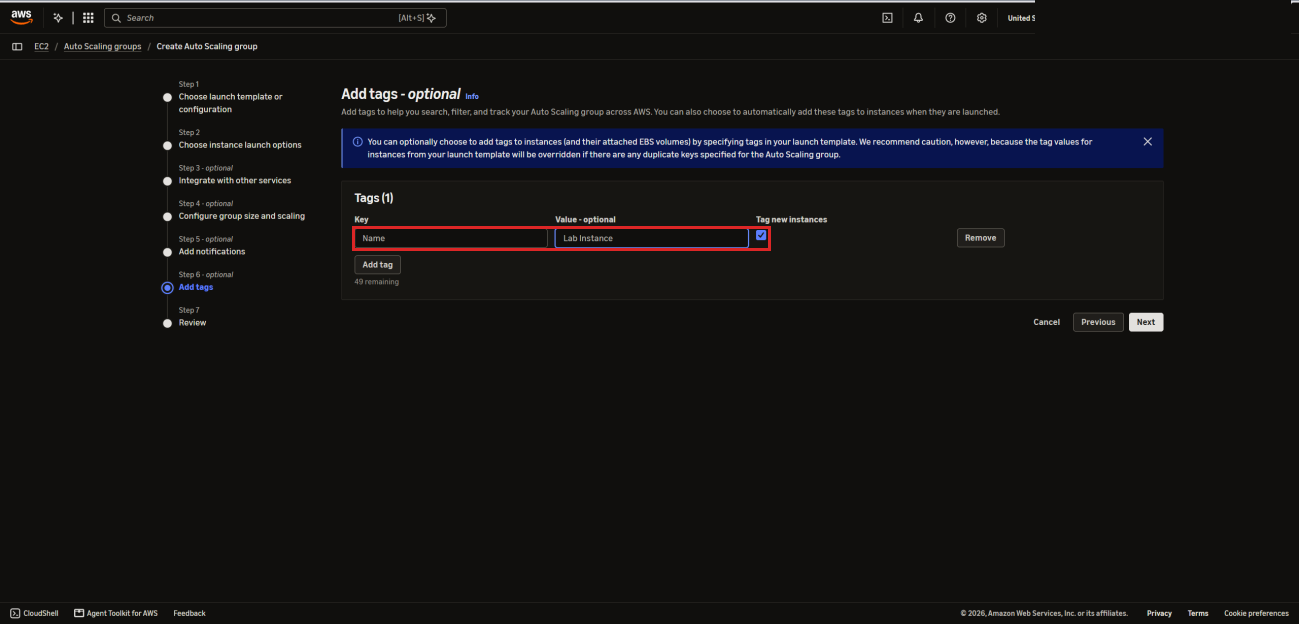 aws
Search [Alt+S]
United S
EC2 / Auto Scaling groups / Create Auto Scaling group
Step 1
Choose launch template or
configuration
Step 2
Choose instance launch options
Step 3 - optional
Integrate with other services
Step 4 - optional
Configure group size and scaling
Step 5 - optional
Add notifications
Step 6 - optional
Add tags
Step 7
Review
Add tags - optional Info
Add tags to help you search, filter, and track your Auto Scaling group across AWS. You can also choose to automatically add these tags to instances when they are launched.
You can optionally choose to add tags to instances (and their attached EBS volumes) by specifying tags in your launch template. We recommend caution, however, because the tag values for
instances from your launch template will be overridden if there are any duplicate keys specified for the Auto Scaling group.
Tags (1)
Key Value - optional Tag new instances
Name Lab Instance Remove
Add tag
49 remaining
Cancel Previous Next
CloudShell Agent Toolkit for AWS Feedback © 2026, Amazon Web Services, Inc. or its affiliates. Privacy Terms Cookie preferences